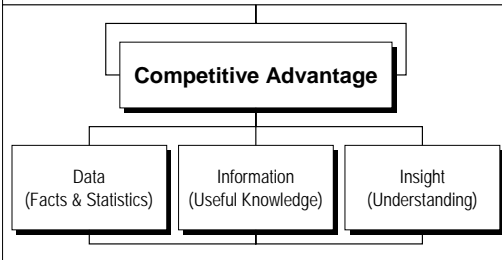 Competitive Advantage
Data
(Facts & Statistics)
Information
(Useful Knowledge)
Insight
(Understanding)